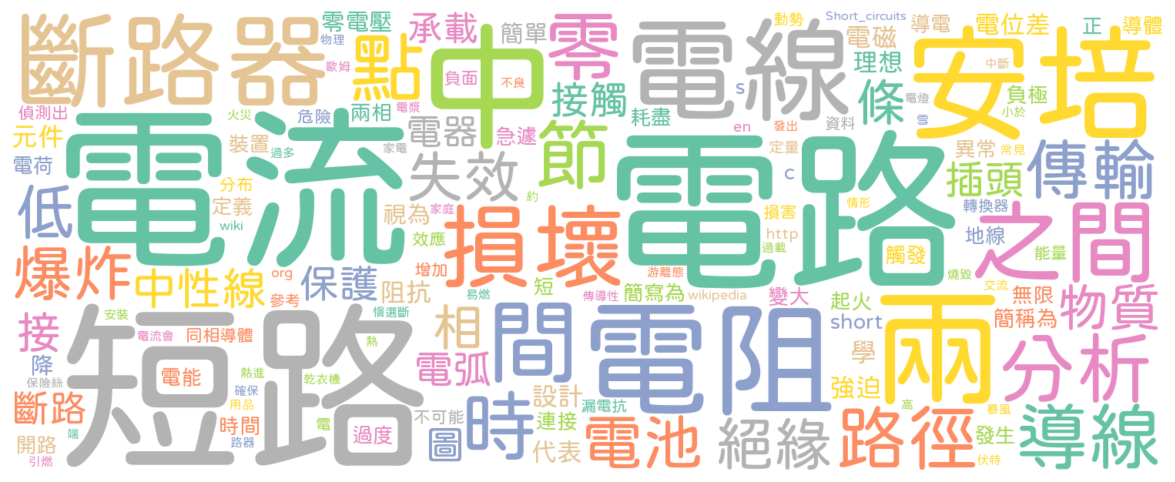 斷路器
零電壓
物理
歐姆
點
承載
中
負面
不良
簡單
零
電線
動勢
Short_circuits
電磁
理想
導電
電位差
正
導體
安培
中斷
偵測出
火災
危險
兩相
電漿
接觸
耗盡
s
條
電燈
負極
小於
雪
元件
裝置
過多
家電
電器
急遽
節
en
發出
資料
定量
異常
常見
電荷
電流
失效
電路
c
插頭
傳輸
低
分布
定義
wiki
視為
家庭
效應
約
損壞
損害
http
過載
情形
觸發
轉換器
地線
能量
之間
爆炸
中性線
org
參考
保護
增加
阻抗
易燃
游離態
傳導性
短
簡寫為
wikipedia
變大
起火
燒毀
交流
無限
簡稱為
物質
接
安裝
電流會
同相導體
慎選斷
短路
相
間
電阻
short
兩
降
保險絲
電能
熱進
熱
乾衣機
電弧
學
強迫
分析
斷路
確保
用品
時間
電
過度
不可能
圖
時
設計
漏電抗
連接
代表
電池
絕緣
路徑
高
暴風
發生
伏特
導線
開路
端
引燃
路器